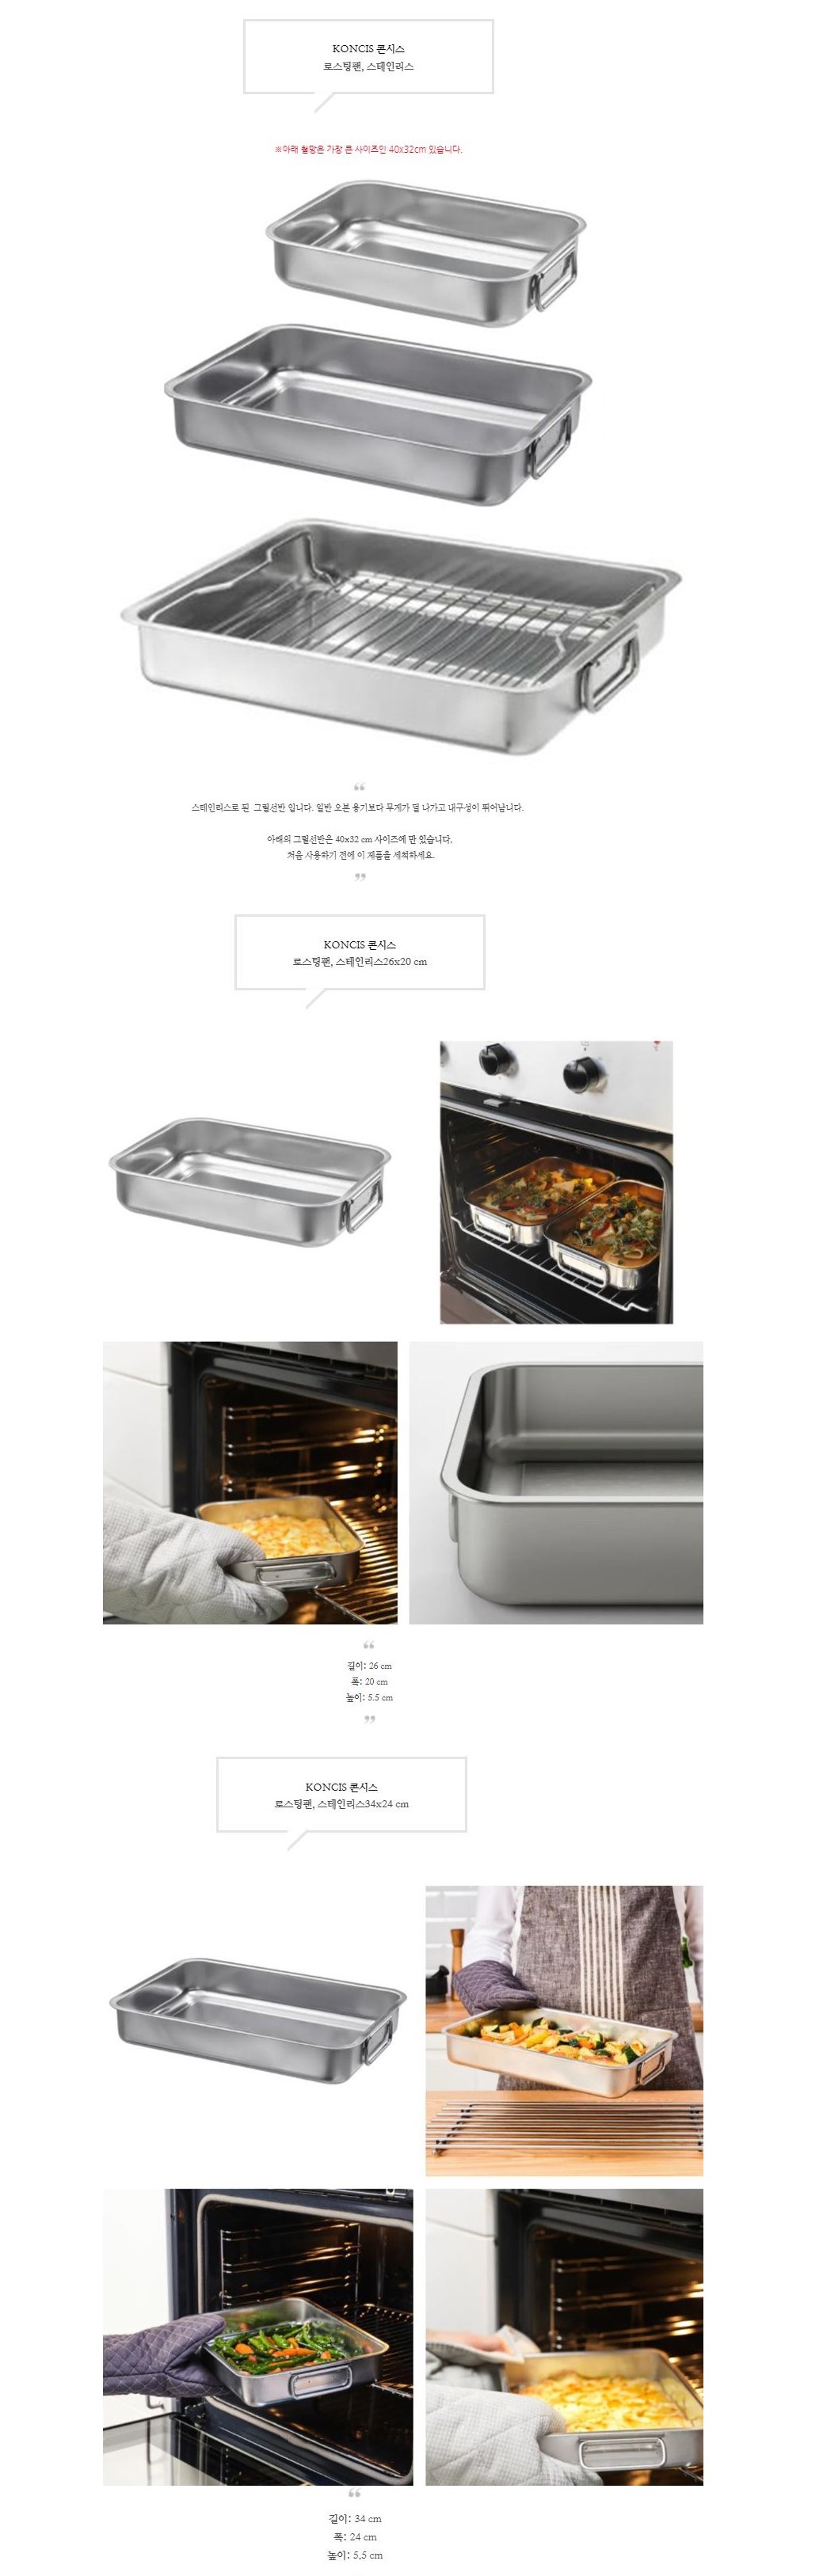 KONCIS 콘시스
로스팅팬, 스테인리스
※아래 철망은 가장 큰 사이즈인 40x32cm 있습니다.
“
스테인리스로 된 그릴선반 입니다. 일반 오븐 용기보다 무게가 덜 나가고 내구성이 뛰어납니다.
아래의 그릴선반은 40x32 cm 사이즈에 만 있습니다.
처음 사용하기 전에 이 제품을 세척하세요.
”
KONCIS 콘시스
로스팅팬, 스테인리스26x20 cm
“
길이: 26 cm
폭: 20 cm
높이: 5.5 cm
”
KONCIS 콘시스
로스팅팬, 스테인리스34x24 cm
“
길이: 34 cm
폭: 24 cm
높이: 5.5 cm